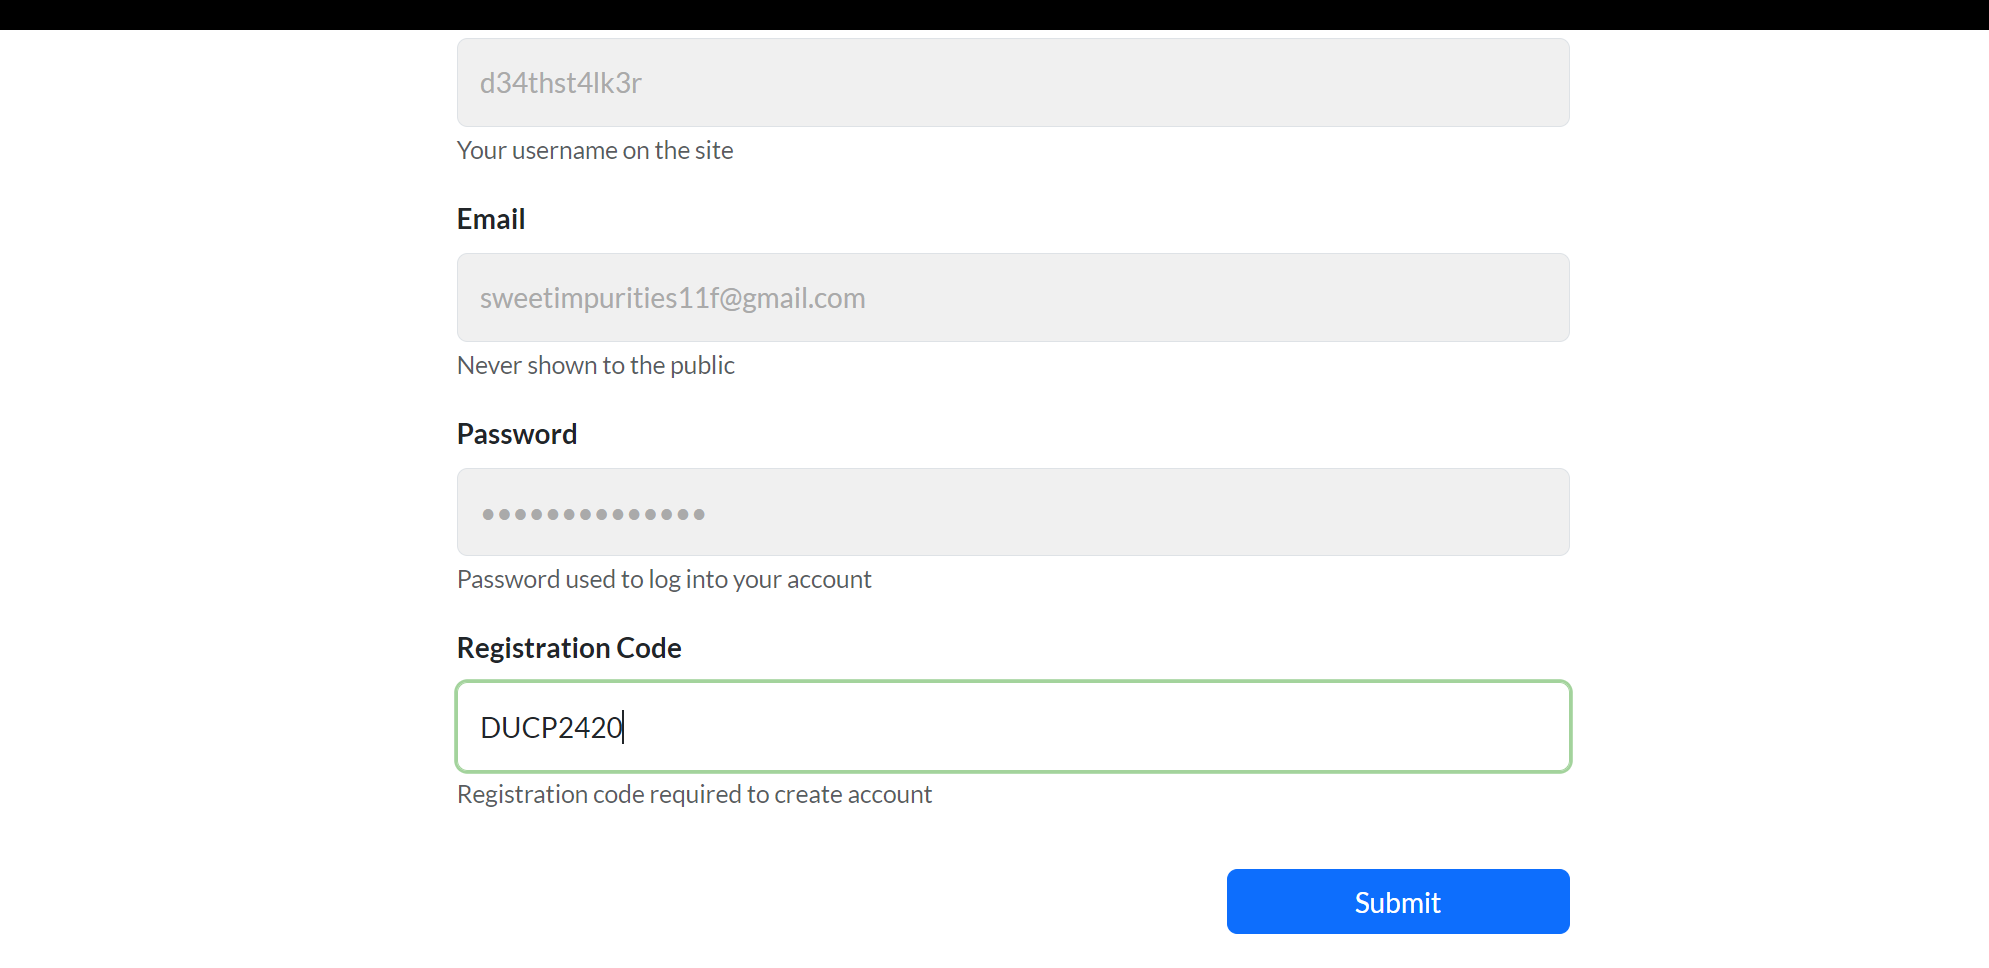 d34thst4lk3r
Your username on the site
Email
sweetimpurities11f@gmail.com
Never shown to the public
Password
●●●●●●●●●●●●●●
Password used to log into your account
Registration Code
DUCP2420
Registration code required to create account
Submit